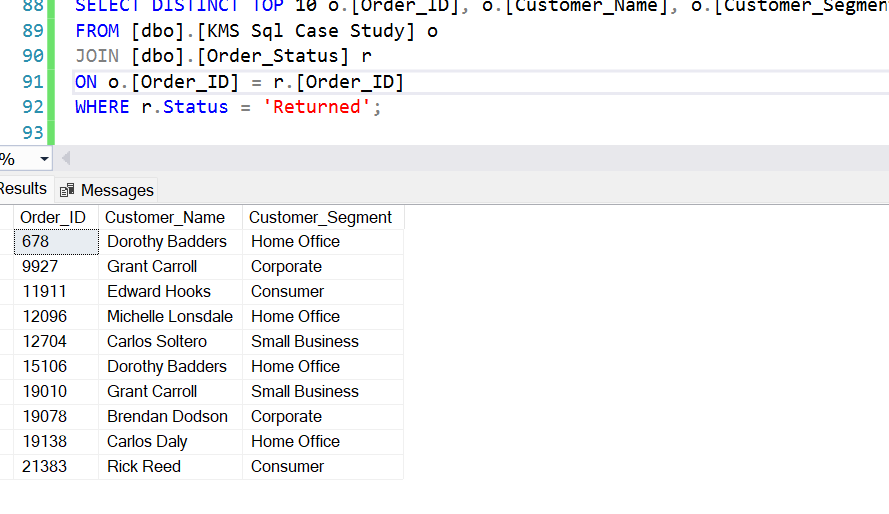 88 SELECT DISTINCT TOP 10 o.[Order_ID], o.[Customer_Name], o.[Customer_Segment
89 FROM [dbo].[KMS Sql Case Study] o
90 JOIN [dbo].[Order_Status] r
91 ON o.[Order_ID] = r.[Order_ID]
92 WHERE r.Status = 'Returned';
93
%
Results Messages
Order_ID Customer_Name Customer_Segment
678 Dorothy Badders Home Office
9927 Grant Carroll Corporate
11911 Edward Hooks Consumer
12096 Michelle Lonsdale Home Office
12704 Carlos Soltero Small Business
15106 Dorothy Badders Home Office
19010 Grant Carroll Small Business
19078 Brendan Dodson Corporate
19138 Carlos Daly Home Office
21383 Rick Reed Consumer